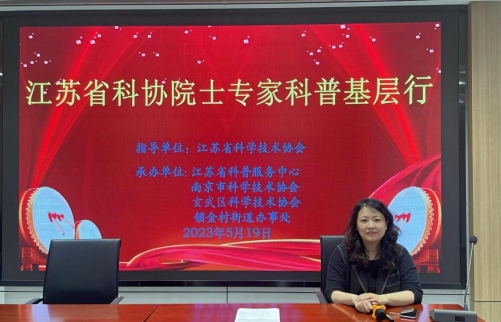 江苏省科协院士专家科普基层行
指导单位：江苏省科学技术协会
承办单位：江苏省科普服务中心
南京市科学技术协会
玄武区科学技术协会
锁金村街道办事处
2023年5月19日